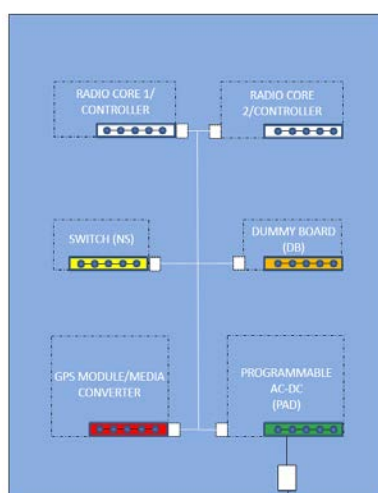 RADIO CORE 1/
CONTROLLER
RADIO CORE
2/CONTROLLER
SWITCH (NS)
DUMMY BOARD
(DB)
GPS MODULE/MEDIA
CONVERTER
PROGRAMMABLE
AC-DC
(PAD)